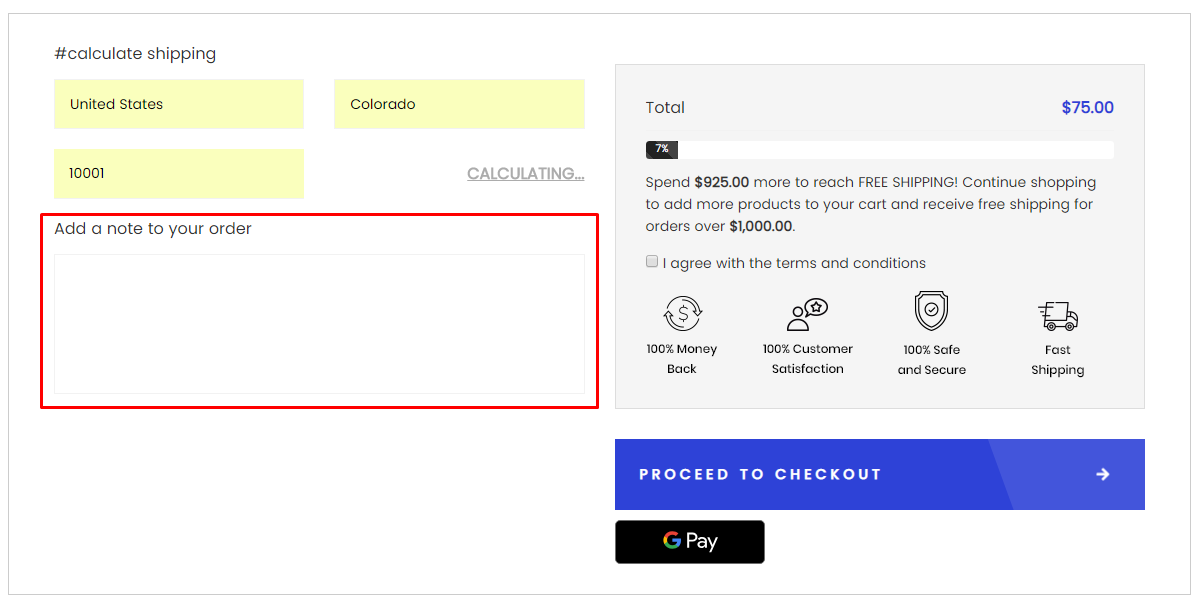 #calculate shipping
United States
Colorado
10001
CALCULATING...
Add a note to your order
Total
$75.00
7%
Spend $925.00 more to reach FREE SHIPPING! Continue shopping
to add more products to your cart and receive free shipping for
orders over $1,000.00.
I agree with the terms and conditions
100% Money
Back
100% Customer
Satisfaction
100% Safe
and Secure
Fast
Shipping
PROCEED TO CHECKOUT
G Pay